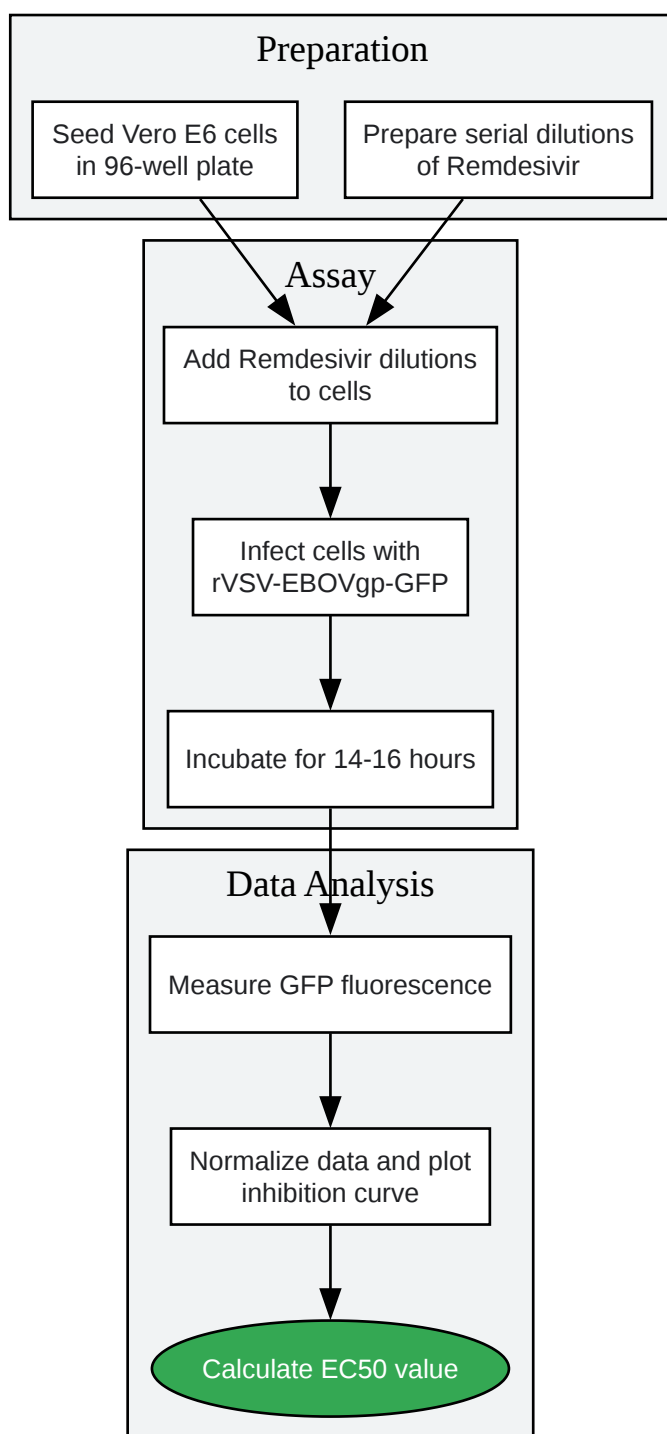 Preparation
Seed Vero E6 cells
in 96-well plate
Prepare serial dilutions
of Remdesivir
Assay
Add Remdesivir dilutions
to cells
Infect cells with
rVSV-EBOVgp-GFP
Incubate for 14-16 hours
Data Analysis
Measure GFP fluorescence
Normalize data and plot
inhibition curve
Calculate EC50 value